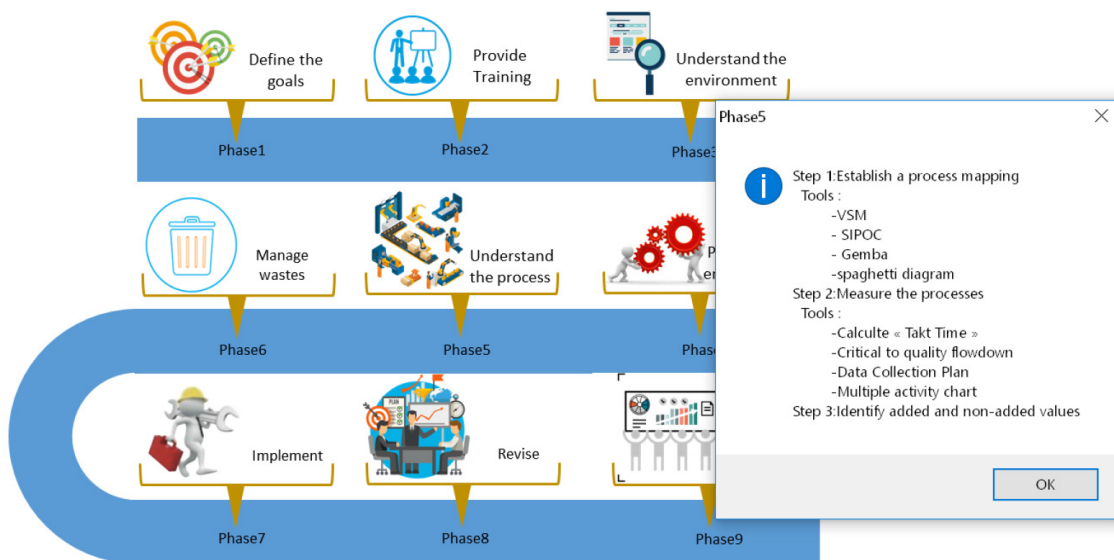 Define the
goals
Provide
Training
Understand the
environment
Phase1
Phase2
Phase3
Manage
wastes
Understand
the process
Phase6
Phase5
PLAN
Implement
Revise
Phase7
Phase8
Phase9
Phase5
Step 1:Establish a process mapping
Tools :
-VSM
- SIPOC
- Gemba
-spaghetti diagram
Step 2:Measure the processes
Tools :
-Calculte « Takt Time »
-Critical to quality flowdown
-Data Collection Plan
-Multiple activity chart
Step 3:Identify added and non-added values
OK